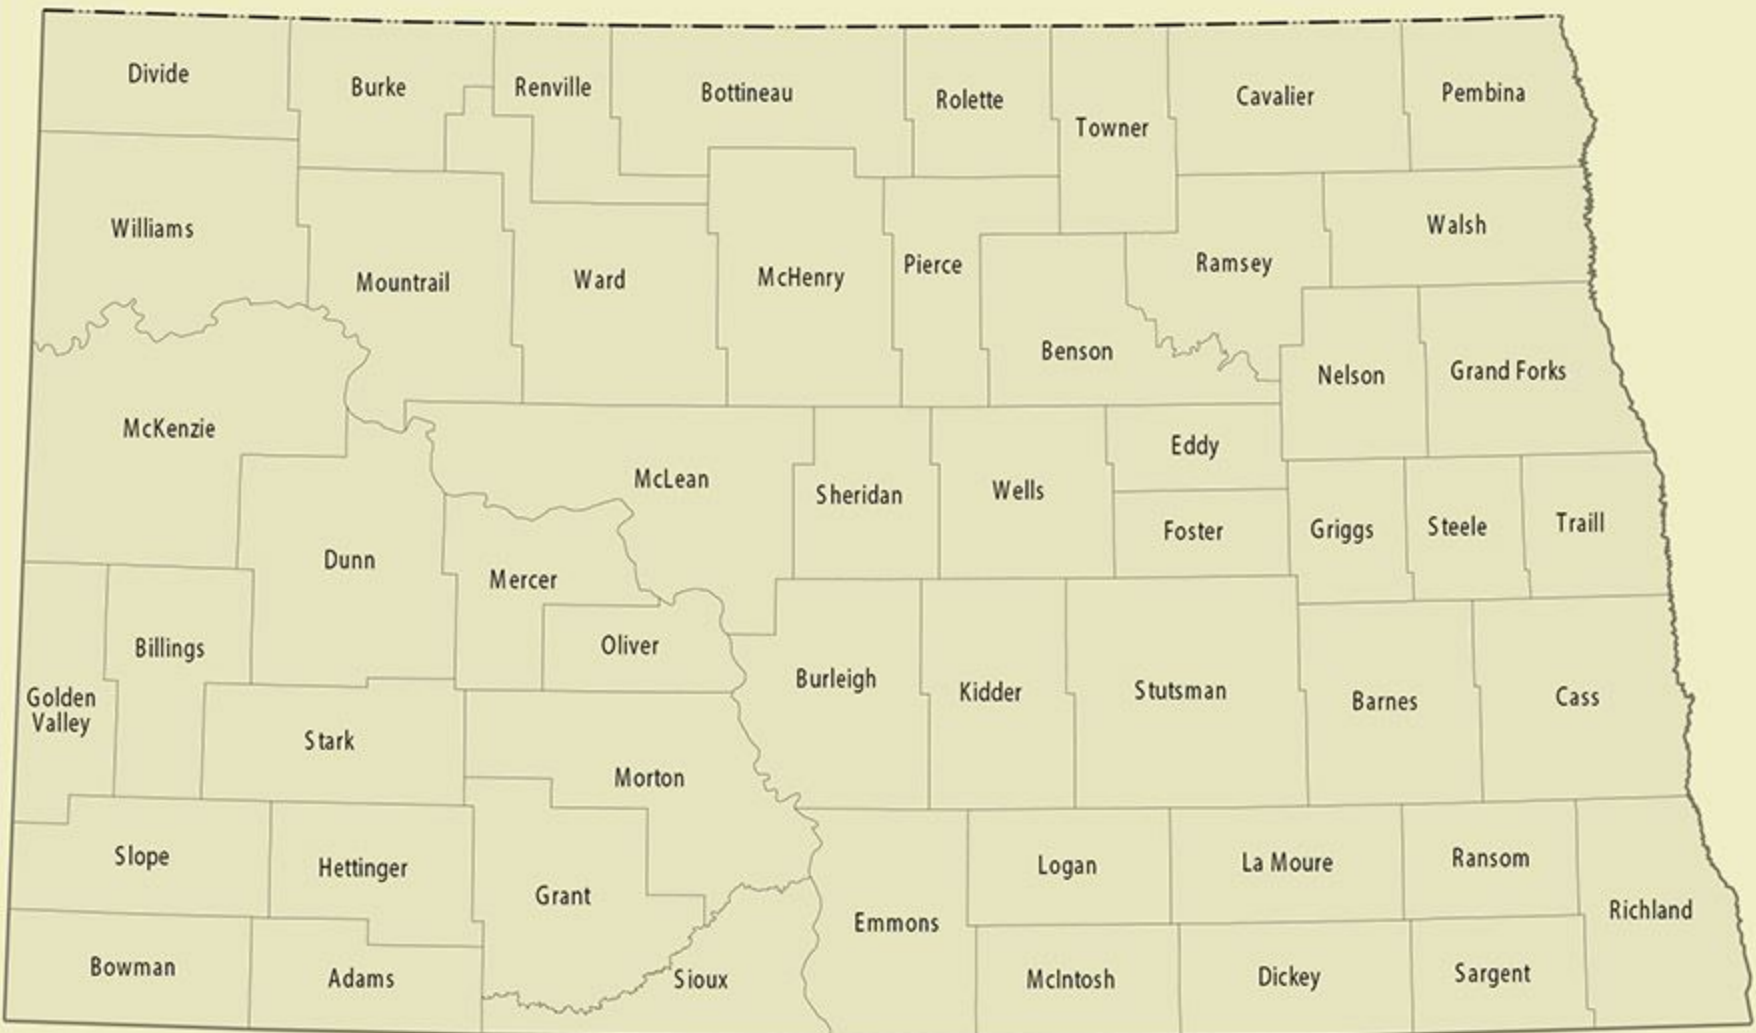 Divide
Burke
Renville
Bottineau
Rolette
Towner
Cavalier
Pembina
Williams
Mountrail
Ward
McHenry
Pierce
Benson
Ramsey
Walsh
McKenzie
Nelson
Grand Forks
McLean
Sheridan
Wells
Eddy
Foster
Griggs
Steele
Traill
Dunn
Mercer
Oliver
Billings
Golden
Valley
Stark
Morton
Burleigh
Kidder
Stutsman
Barnes
Cass
Slope
Hettinger
Grant
Emmons
Logan
La Moure
Ransom
Richland
Bowman
Adams
Sioux
McIntosh
Dickey
Sargent